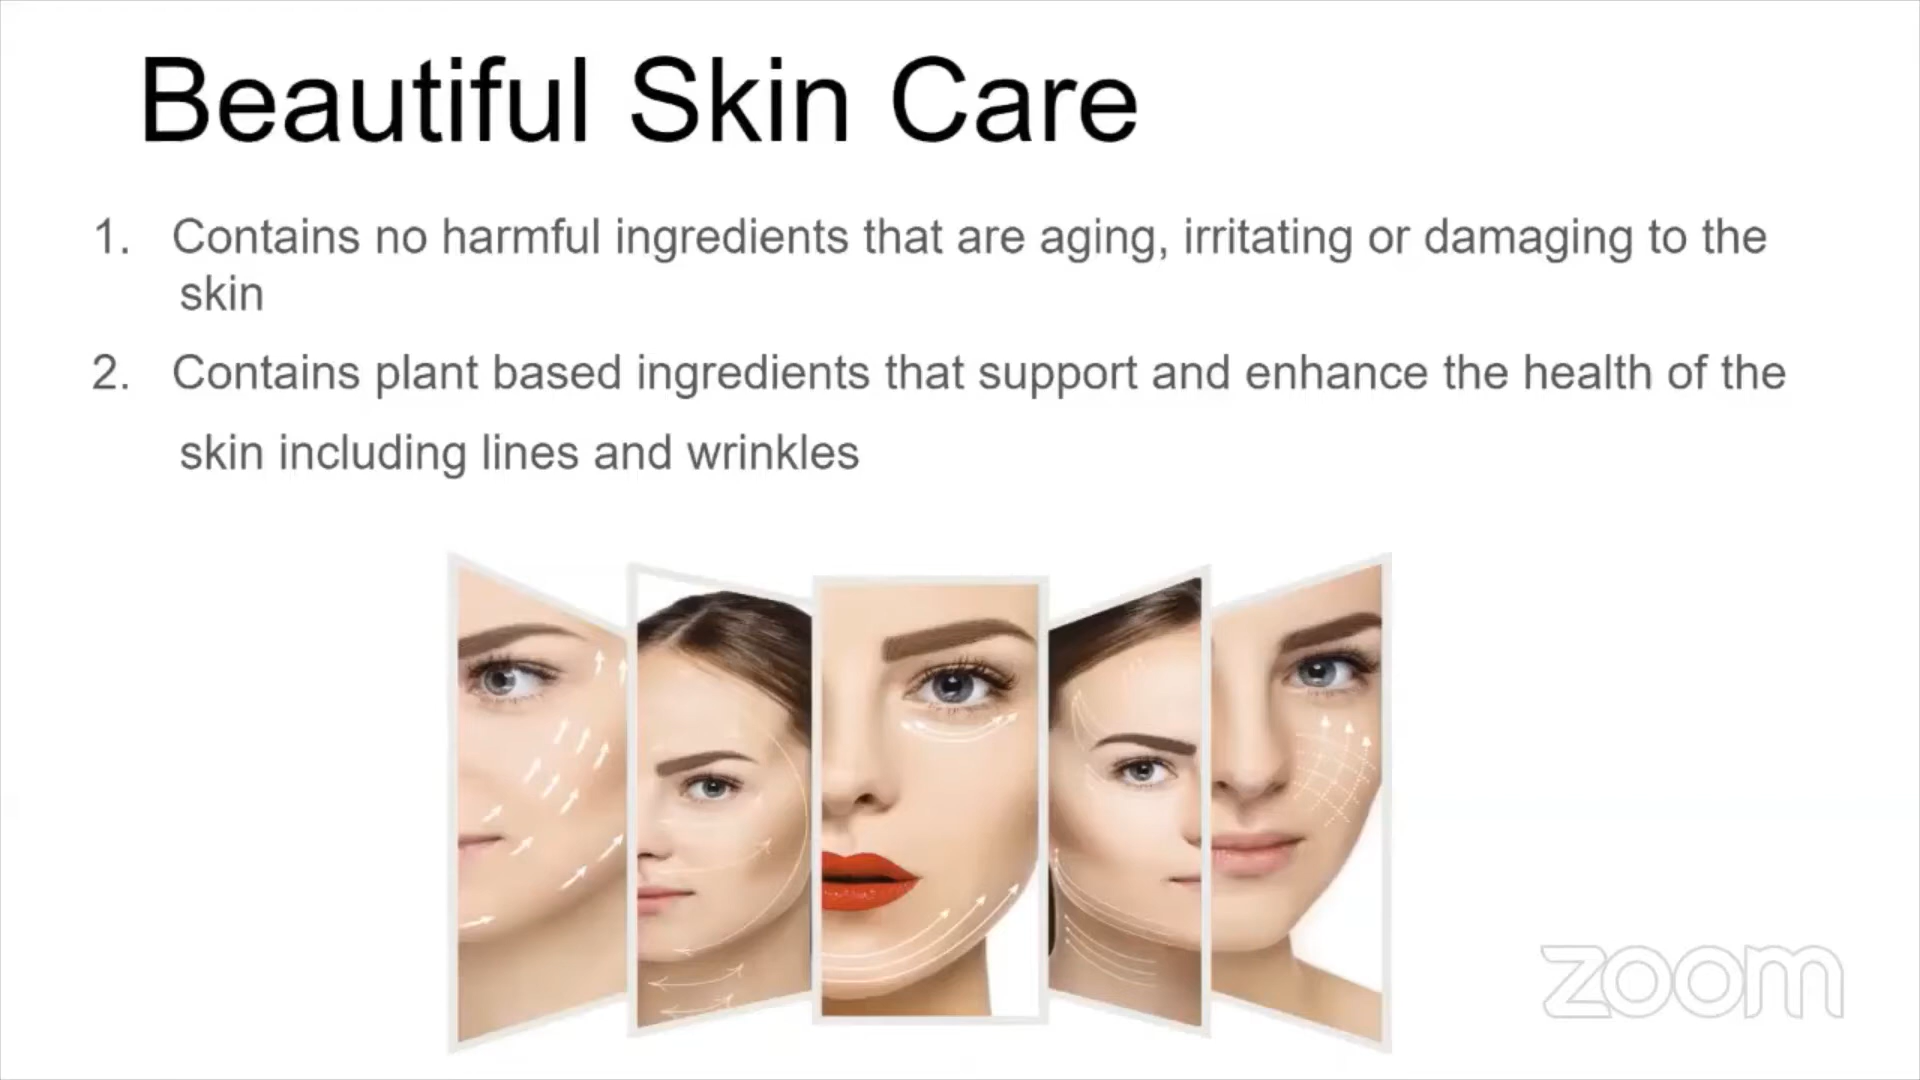 Beautiful Skin Care
1. Contains no harmful ingredients that are aging, irritating or damaging to the
skin
2. Contains plant based ingredients that support and enhance the health of the
skin including lines and wrinkles
zoom